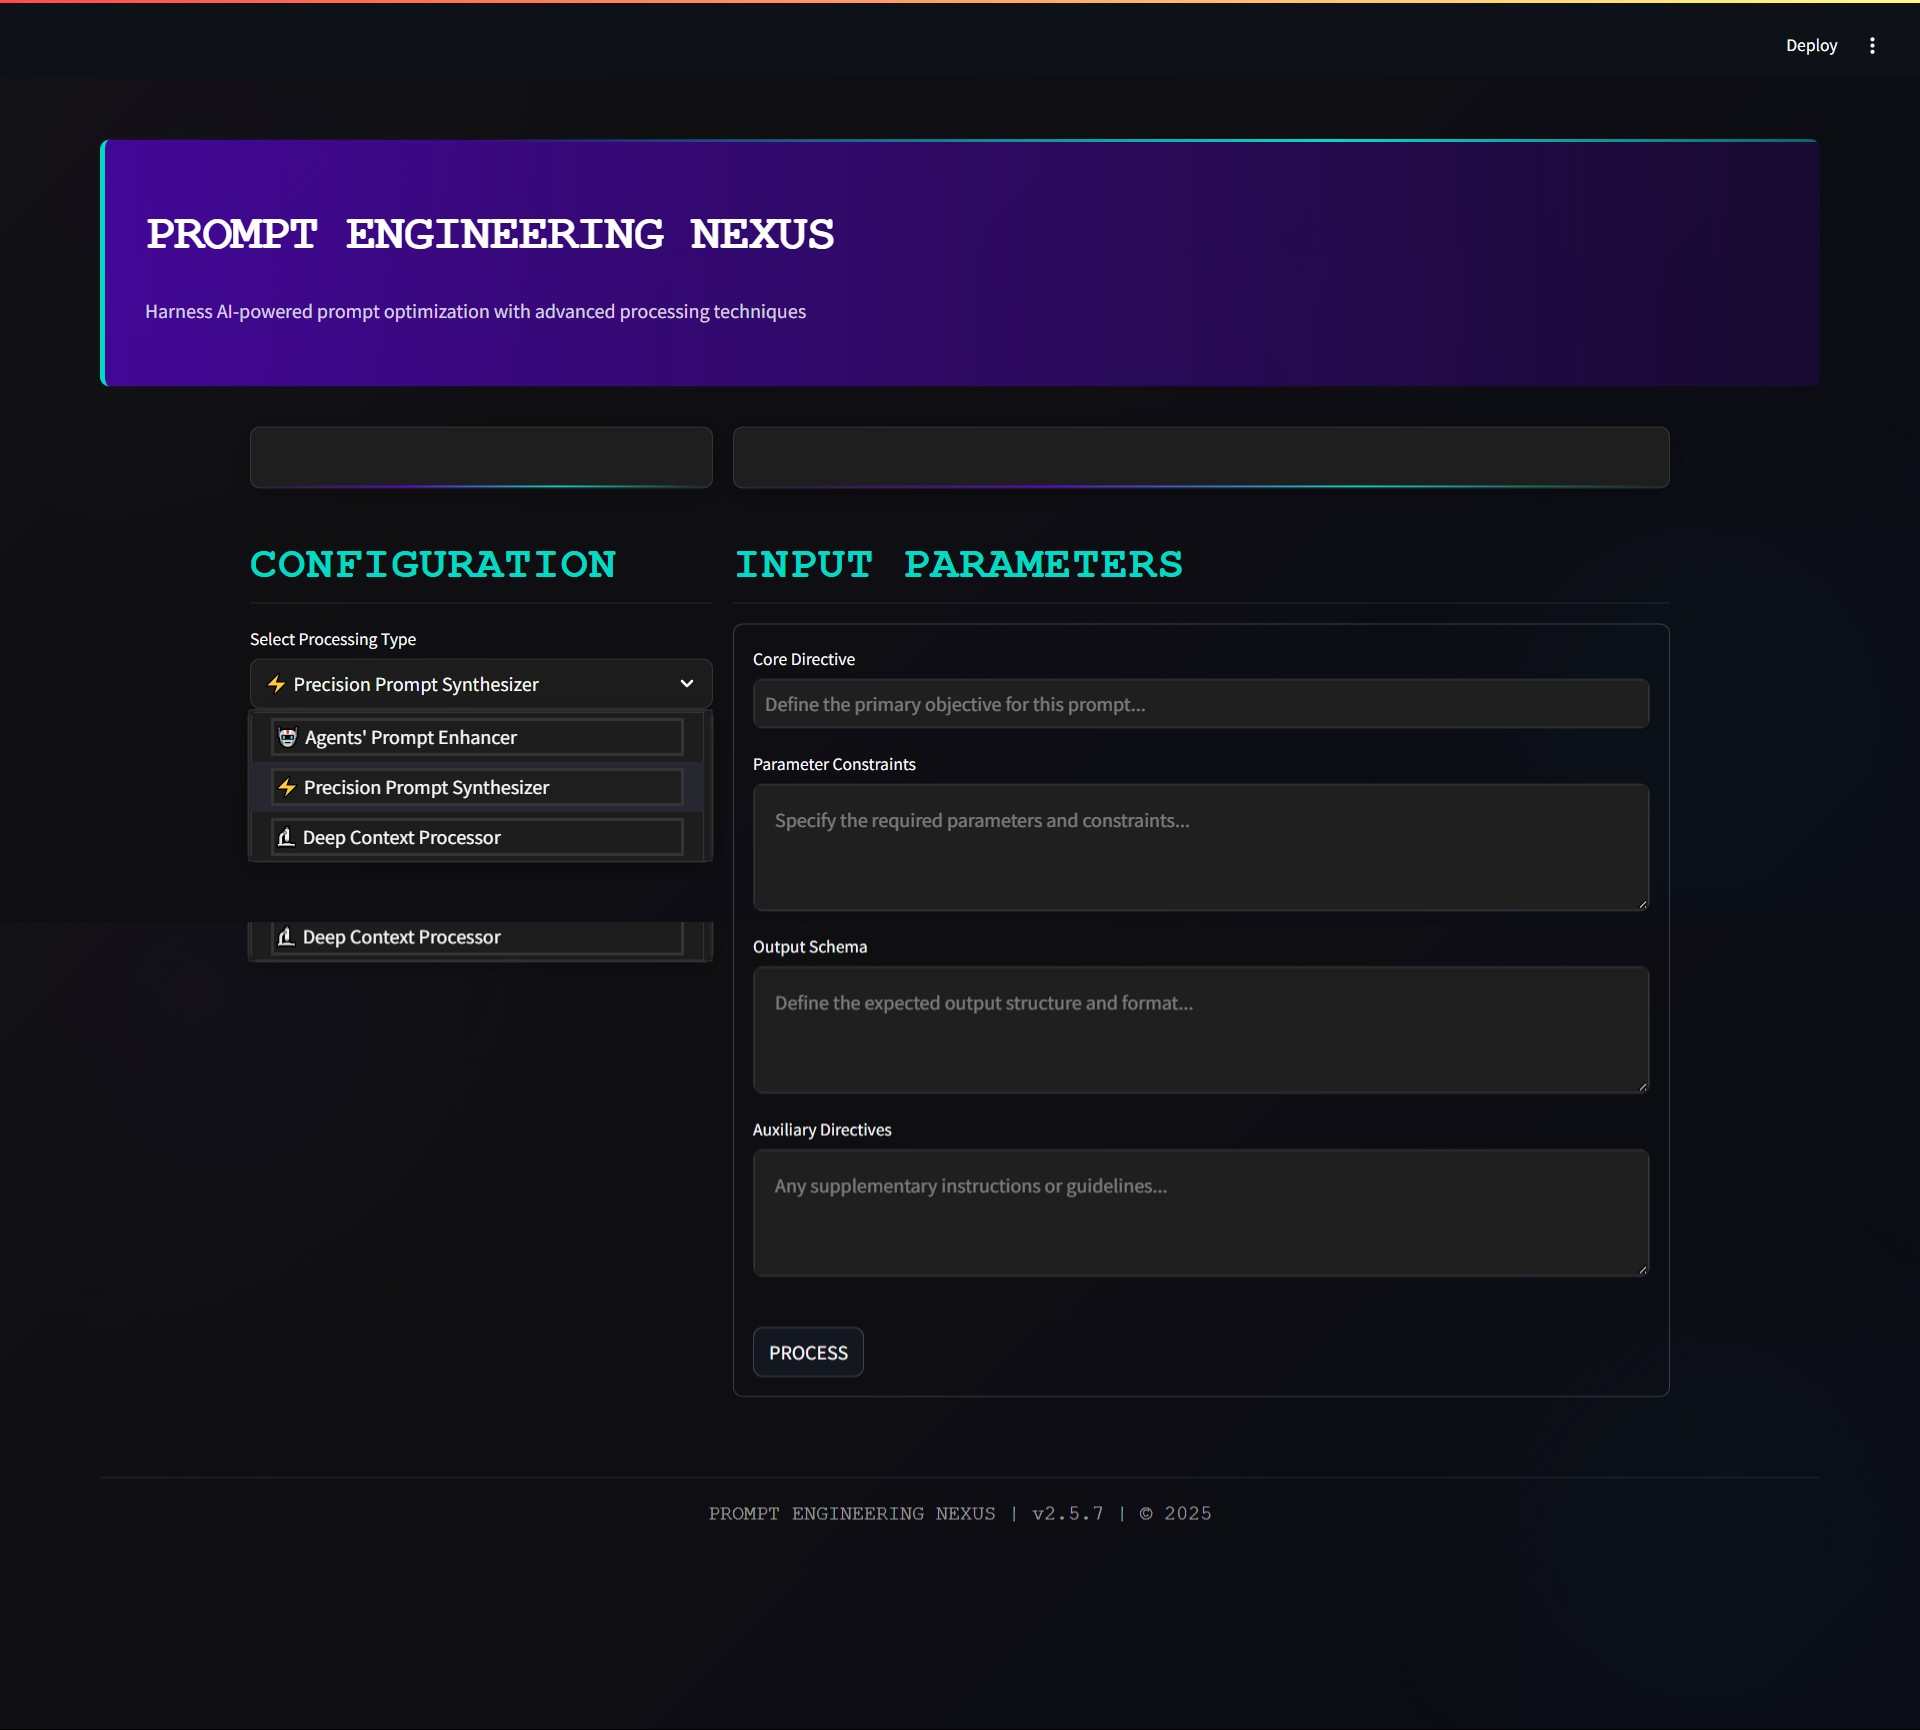 Deploy
PROMPT ENGINEERING NEXUS
Harness AI-powered prompt optimization with advanced processing techniques
CONFIGURATION
Select Processing Type
⚡ Precision Prompt Synthesizer
🤖 Agents' Prompt Enhancer
⚡ Precision Prompt Synthesizer
🔬 Deep Context Processor
🔬 Deep Context Processor
INPUT PARAMETERS
Core Directive
Define the primary objective for this prompt...
Parameter Constraints
Specify the required parameters and constraints...
Output Schema
Define the expected output structure and format...
Auxiliary Directives
Any supplementary instructions or guidelines...
PROCESS
PROMPT ENGINEERING NEXUS | v2.5.7 | © 2025